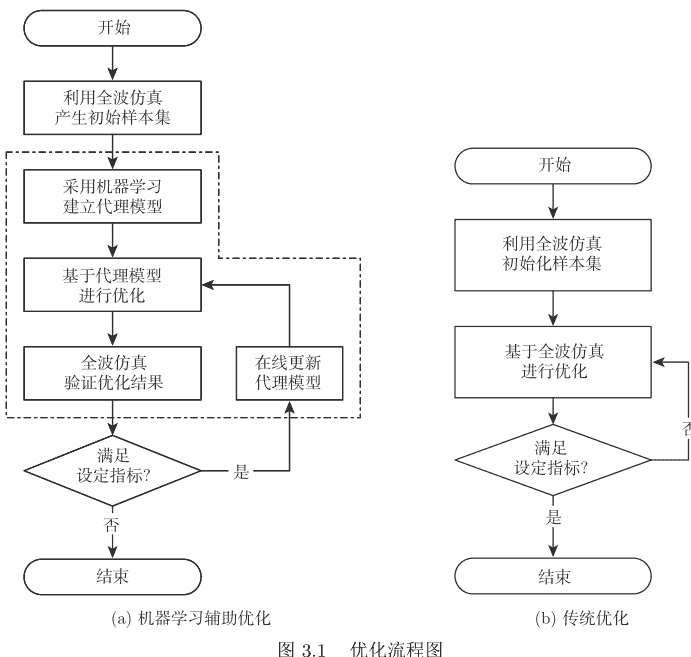 开始
利用全波仿真
产生初始样本集
采用机器学习
建立代理模型
基于代理模型
进行优化
全波仿真
验证优化结果
在线更新
代理模型
满足
设定指标?
是
否
结束
(a) 机器学习辅助优化
开始
利用全波仿真
初始化样本集
基于全波仿真
进行优化
满足
设定指标?
否
是
结束
(b) 传统优化
图 3.1 优化流程图